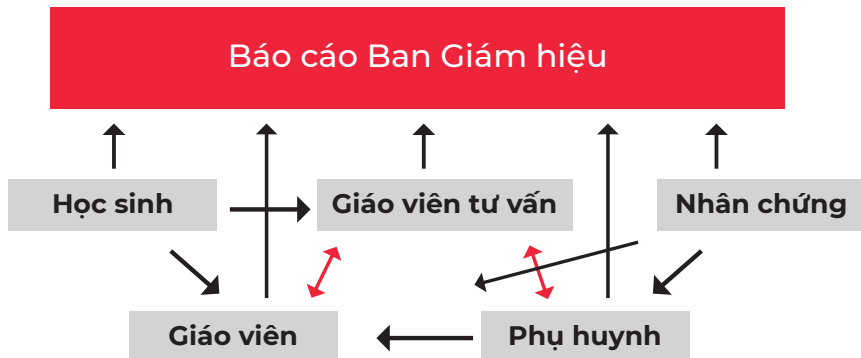 Báo cáo Ban Giám hiệu
Học sinh
Giáo viên tư vấn
Nhân chứng
Giáo viên
Phụ huynh